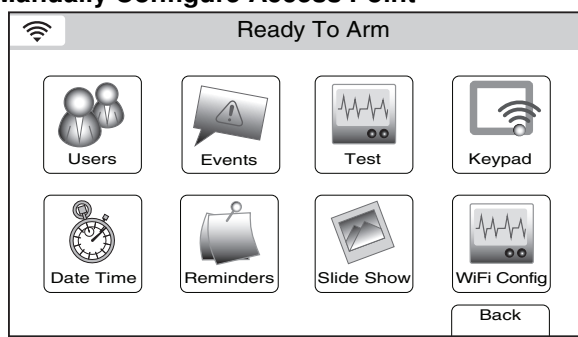 Manually Configure Access Point
Ready To Arm
Users
Events
Test
Keypad
Date Time
Reminders
Slide Show
WiFi Config
Back